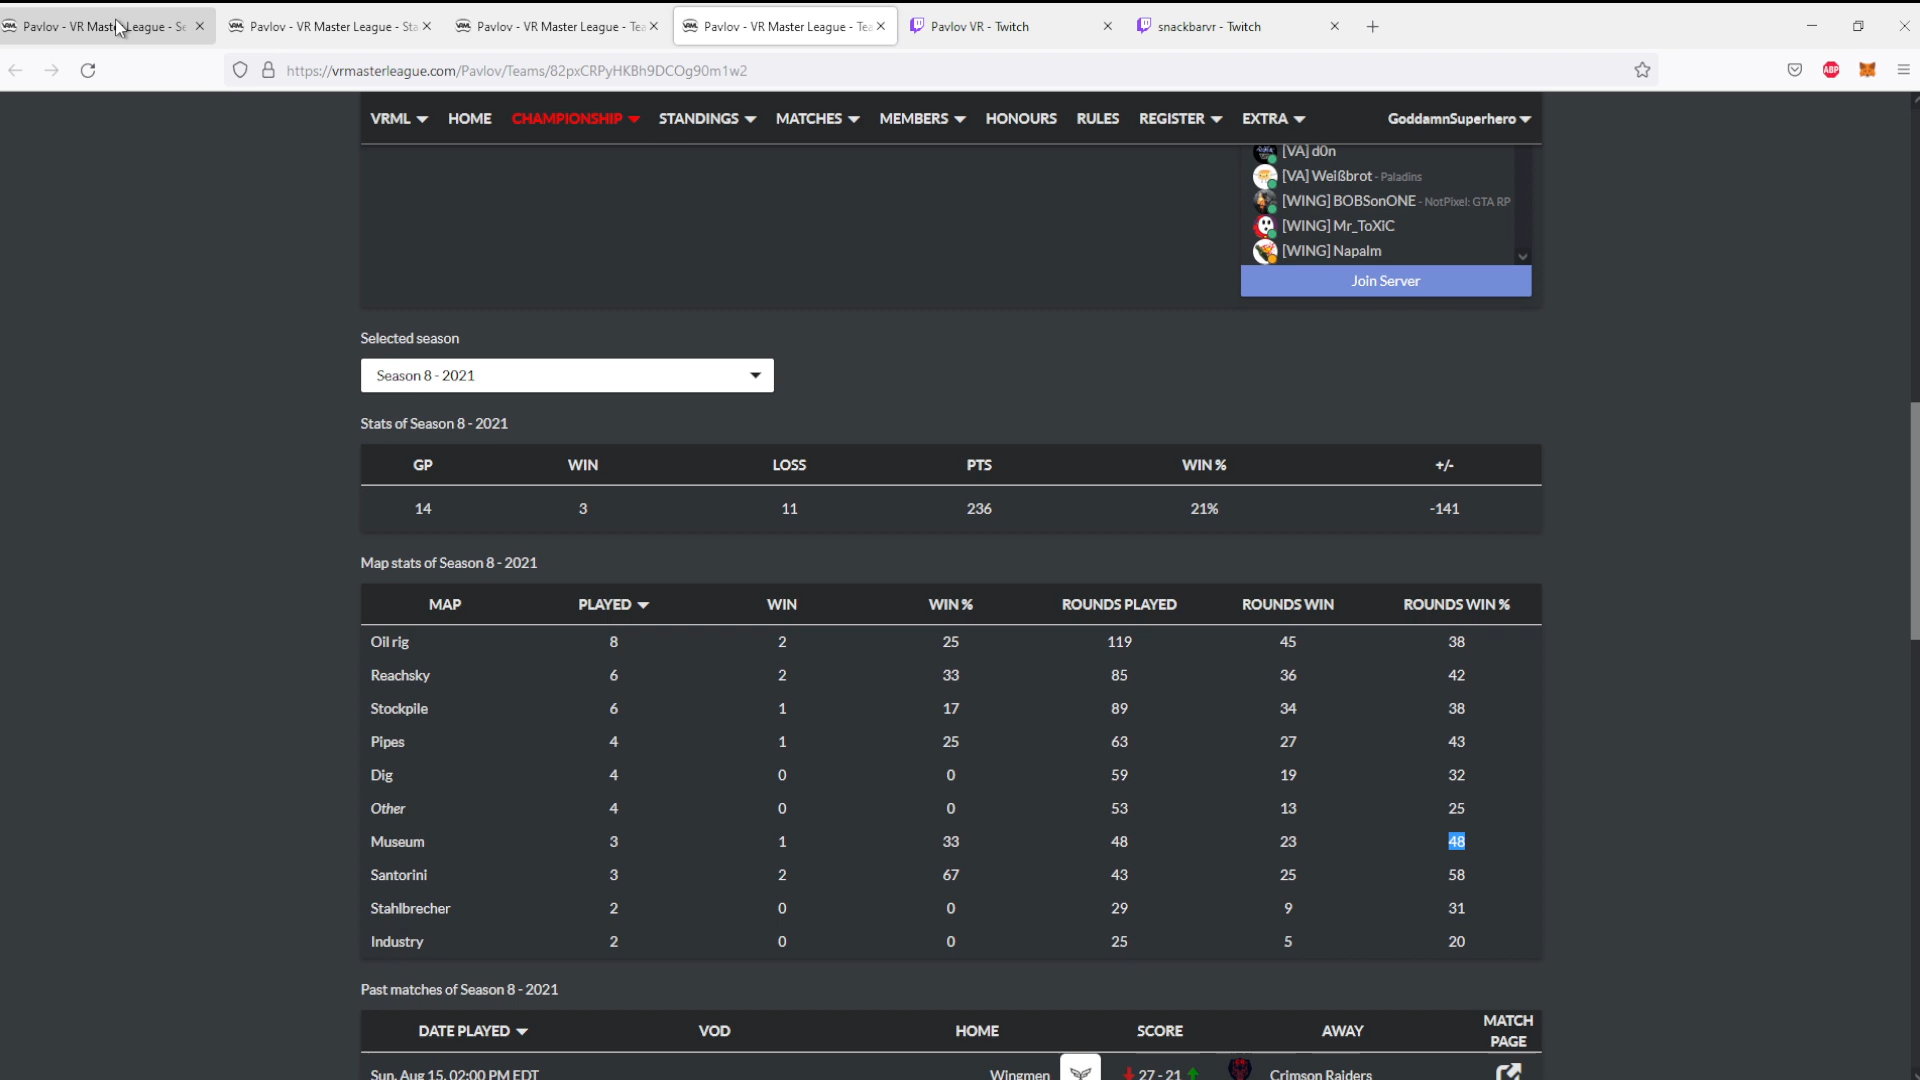 Pavlov - VR Master League - Se
Pavlov - VR Master League - Sta
Pavlov - VR Master League - Tea
Pavlov - VR Master League - Tea
Pavlov VR - Twitch
snackbarvr - Twitch
https://vrmasterleague.com/Pavlov/Teams/82pxCRPyHKBh9DCOg90m1w2
ABP
VRML HOME CHAMPIONSHIP STANDINGS MATCHES MEMBERS HONOURS RULES REGISTER EXTRA GoddamnSuperhero
[VA] d0n
[VA] Weißbrot - Paladins
[WING] BOBSonONE - NotPixel: GTA RP
[WING] Mr_ToXiC
[WING] Napalm
Join Server
Selected season
Season 8 - 2021
Stats of Season 8 - 2021
GP WIN LOSS PTS WIN % +/-
14 3 11 236 21% -141
Map stats of Season 8 - 2021
MAP PLAYED WIN WIN % ROUNDS PLAYED ROUNDS WIN ROUNDS WIN %
Oil rig 8 2 25 119 45 38
Reachsky 6 2 33 85 36 42
Stockpile 6 1 17 89 34 38
Pipes 4 1 25 63 27 43
Dig 4 0 0 59 19 32
Other 4 0 0 53 13 25
Museum 3 1 33 48 23 48
Santorini 3 2 67 43 25 58
Stahlbrecher 2 0 0 29 9 31
Industry 2 0 0 25 5 20
Past matches of Season 8 - 2021
DATE PLAYED VOD HOME SCORE AWAY MATCH PAGE
Sun, Aug 15, 02:00 PM EDT Wingmen 27 - 21 Crimson Raiders